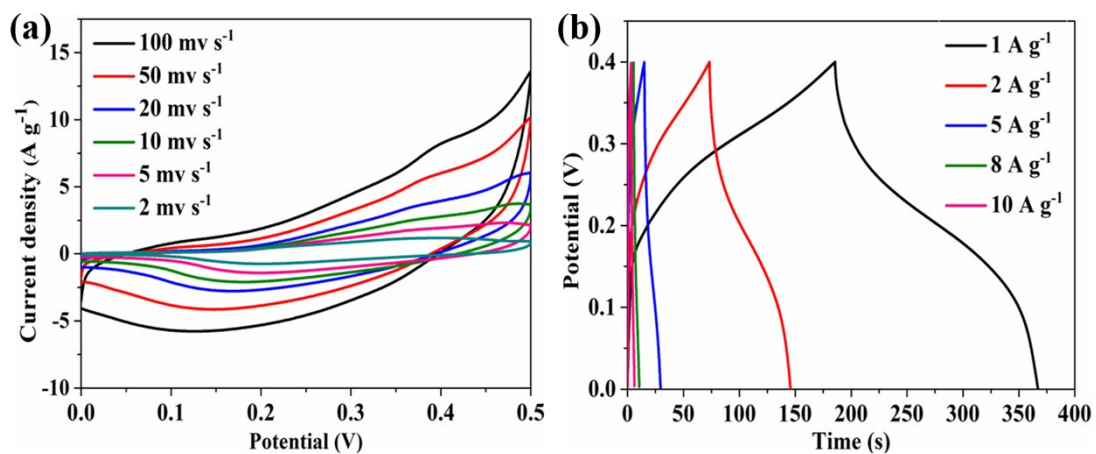 (a)
100 mv s⁻¹
50 mv s⁻¹
20 mv s⁻¹
10 mv s⁻¹
5 mv s⁻¹
2 mv s⁻¹
15
10
5
0
-5
-10
Current density (A g⁻¹)
0.0 0.1 0.2 0.3 0.4 0.5
Potential (V)
(b)
1 A g⁻¹
2 A g⁻¹
5 A g⁻¹
8 A g⁻¹
10 A g⁻¹
0.4
0.3
0.2
0.1
0.0
Potential (V)
0 50 100 150 200 250 300 350 400
Time (s)